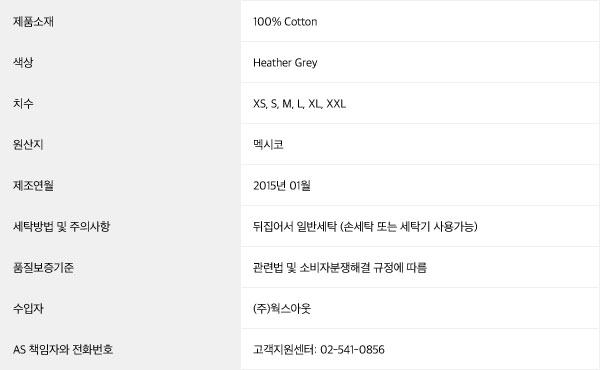 제품소재 100% Cotton
색상 Heather Grey
치수 XS, S, M, L, XL, XXL
원산지 멕시코
제조연월 2015년 01월
세탁방법 및 주의사항 뒤집어서 일반세탁 (손세탁 또는 세탁기 사용가능)
품질보증기준 관련법 및 소비자분쟁해결 규정에 따름
수입자 (주)웍스아웃
AS 책임자와 전화번호 고객지원센터: 02-541-0856